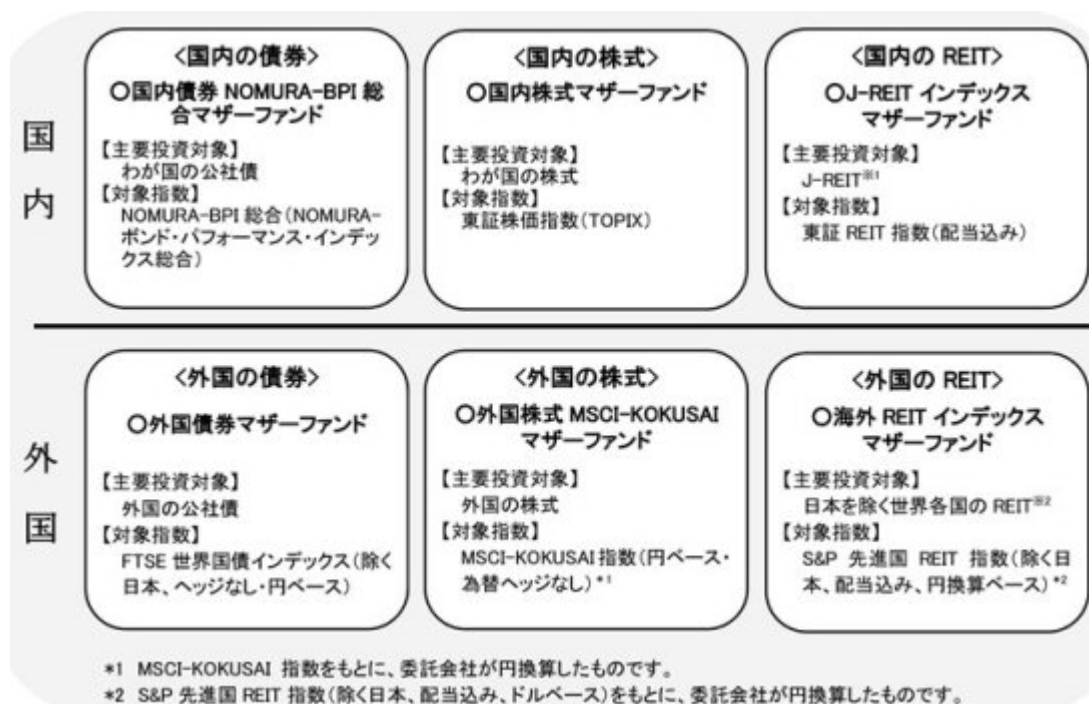 国内
<国内の債券>
○国内債券 NOMURA-BPI 総
合マザーファンド
【主要投資対象】
わが国の公社債
【対象指数】
NOMURA-BPI 総合(NOMURA-
ボンド・パフォーマンス・インデッ
クス総合)
<国内の株式>
○国内株式マザーファンド
【主要投資対象】
わが国の株式
【対象指数】
東証株価指数(TOPIX)
<国内の REIT>
○J-REIT インデックス
マザーファンド
【主要投資対象】
J-REIT※1
【対象指数】
東証 REIT 指数(配当込み)
外国
<外国の債券>
○外国債券マザーファンド
【主要投資対象】
外国の公社債
【対象指数】
FTSE 世界国債インデックス(除く
日本、ヘッジなし・円ベース)
<外国の株式>
○外国株式 MSCI-KOKUSAI
マザーファンド
【主要投資対象】
外国の株式
【対象指数】
MSCI-KOKUSAI 指数(円ベース・
為替ヘッジなし)*1
<外国の REIT>
○海外 REIT インデックス
マザーファンド
【主要投資対象】
日本を除く世界各国の REIT※2
【対象指数】
S&P 先進国 REIT 指数(除く日
本、配当込み、円換算ベース)*2
*1 MSCI-KOKUSAI 指数をもとに、委託会社が円換算したものです。
*2 S&P 先進国 REIT 指数(除く日本、配当込み、ドルベース)をもとに、委託会社が円換算したものです。